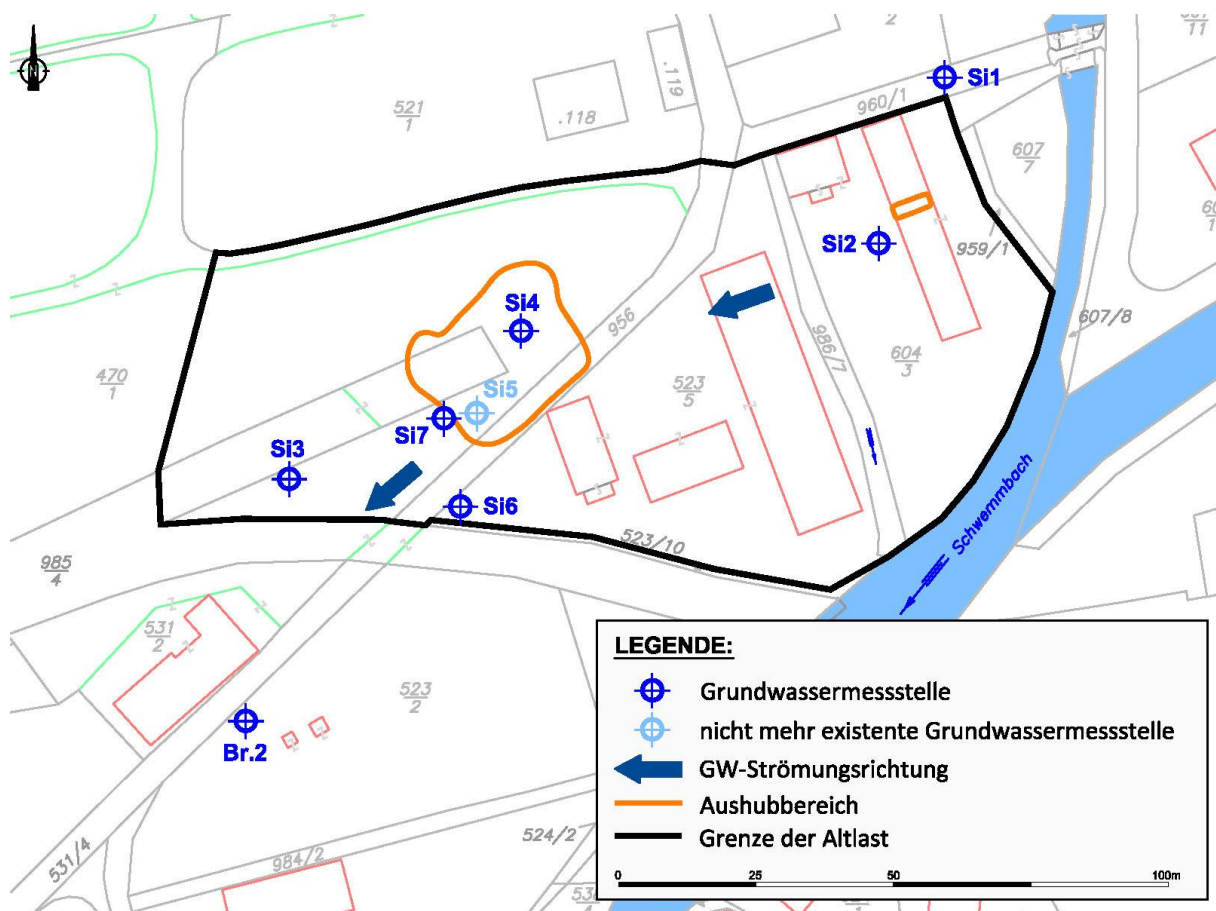 Si1
960/1
.119
.118
521
1
607
7
Si2
959/1
Si4
956
607/8
986/7
604
3
470
1
523
5
Si5
Si7
Si3
Si6
523/10
Schwemmbach
985
4
531
2
523
2
Br.2
524/2
531/4
984/2
LEGENDE:
Grundwassermessstelle
nicht mehr existente Grundwassermessstelle
GW-Strömungsrichtung
Aushubbereich
Grenze der Altlast
0 25 50 100m